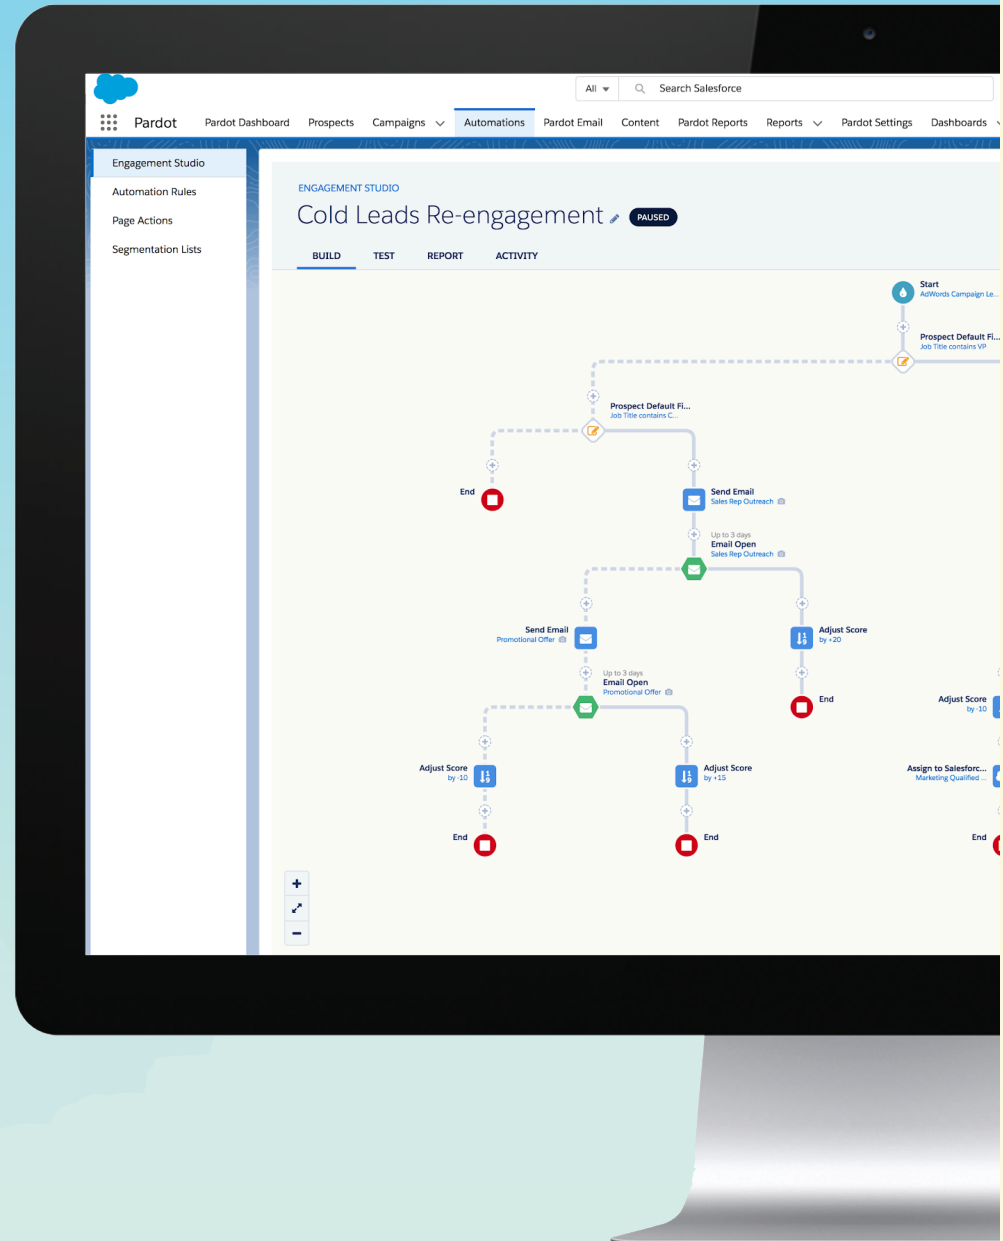 All
Search Salesforce
Pardot
Pardot Dashboard
Prospects
Campaigns
Automations
Pardot Email
Content
Pardot Reports
Reports
Pardot Settings
Dashboards
Engagement Studio
Automation Rules
Page Actions
Segmentation Lists
ENGAGEMENT STUDIO
Cold Leads Re-engagement
PAUSED
BUILD
TEST
REPORT
ACTIVITY
Start
AdWords Campaign Le...
Prospect Default Fi...
Job Title contains VP
Prospect Default Fi...
Job Title contains C...
End
Send Email
Sales Rep Outreach
Up to 3 days
Email Open
Sales Rep Outreach
Send Email
Promotional Offer
Adjust Score
by +20
Up to 3 days
Email Open
Promotional Offer
End
Adjust Score
by -10
Adjust Score
by -10
Adjust Score
by +15
Assign to Salesforc...
Marketing Qualified ...
End
End
End